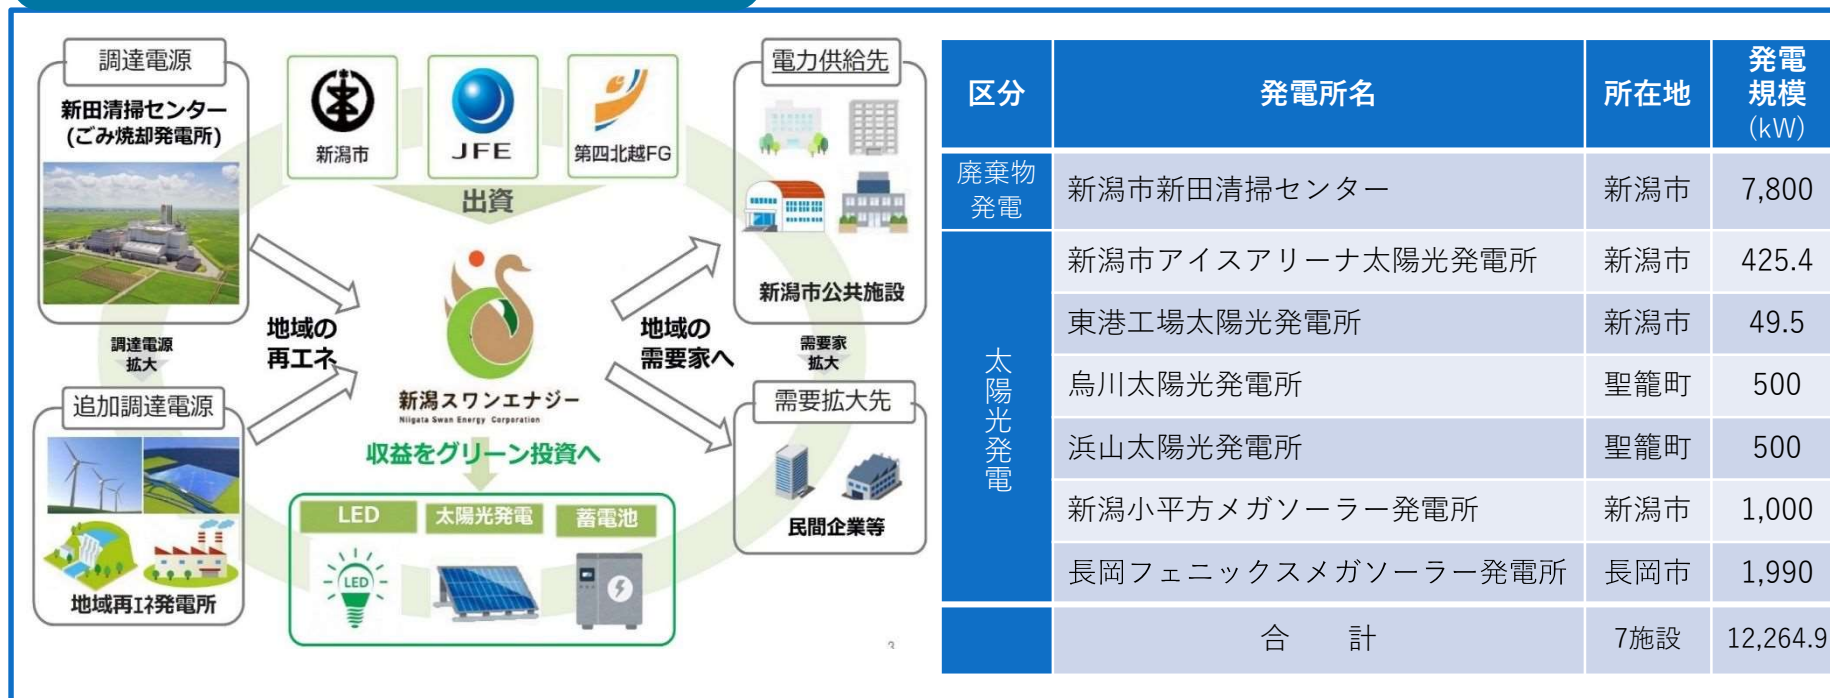 調達電源
新田清掃センター
(ごみ焼却発電所)
調達電源
拡大
追加調達電源
地域再ｴﾈ発電所
新潟市
JFE
第四北越FG
出資
地域の
再エネ
新潟スワンエナジー
Niigata Swan Energy Corporation
収益をグリーン投資へ
LED
太陽光発電
蓄電池
LED
地域の
需要家へ
電力供給先
新潟市公共施設
需要家
拡大
需要拡大先
民間企業等
3
区分 発電所名 所在地 発電規模(kW)
廃棄物発電 新潟市新田清掃センター 新潟市 7,800
太陽光発電 新潟市アイスアリーナ太陽光発電所 新潟市 425.4
東港工場太陽光発電所 新潟市 49.5
烏川太陽光発電所 聖籠町 500
浜山太陽光発電所 聖籠町 500
新潟小平方メガソーラー発電所 新潟市 1,000
長岡フェニックスメガソーラー発電所 長岡市 1,990
合　計 7施設 12,264.9